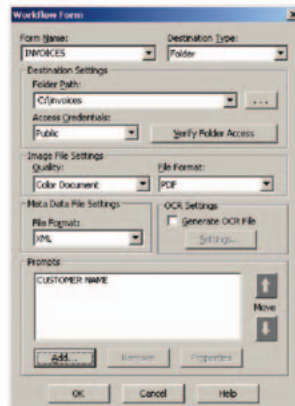 Workflow Form
Form Name: Destination Type:
INVOICES Folder
Destination Settings
Folder Path:
C:\invoices ...
Access Credentials:
Public Verify Folder Access
Image File Settings
Quality: File Format:
Color Document PDF
Meta Data File Settings OCR Settings
File Format: Generate OCR File
XML Settings...
Prompts
CUSTOMER NAME
Move
Add... Remove Properties
OK Cancel Help